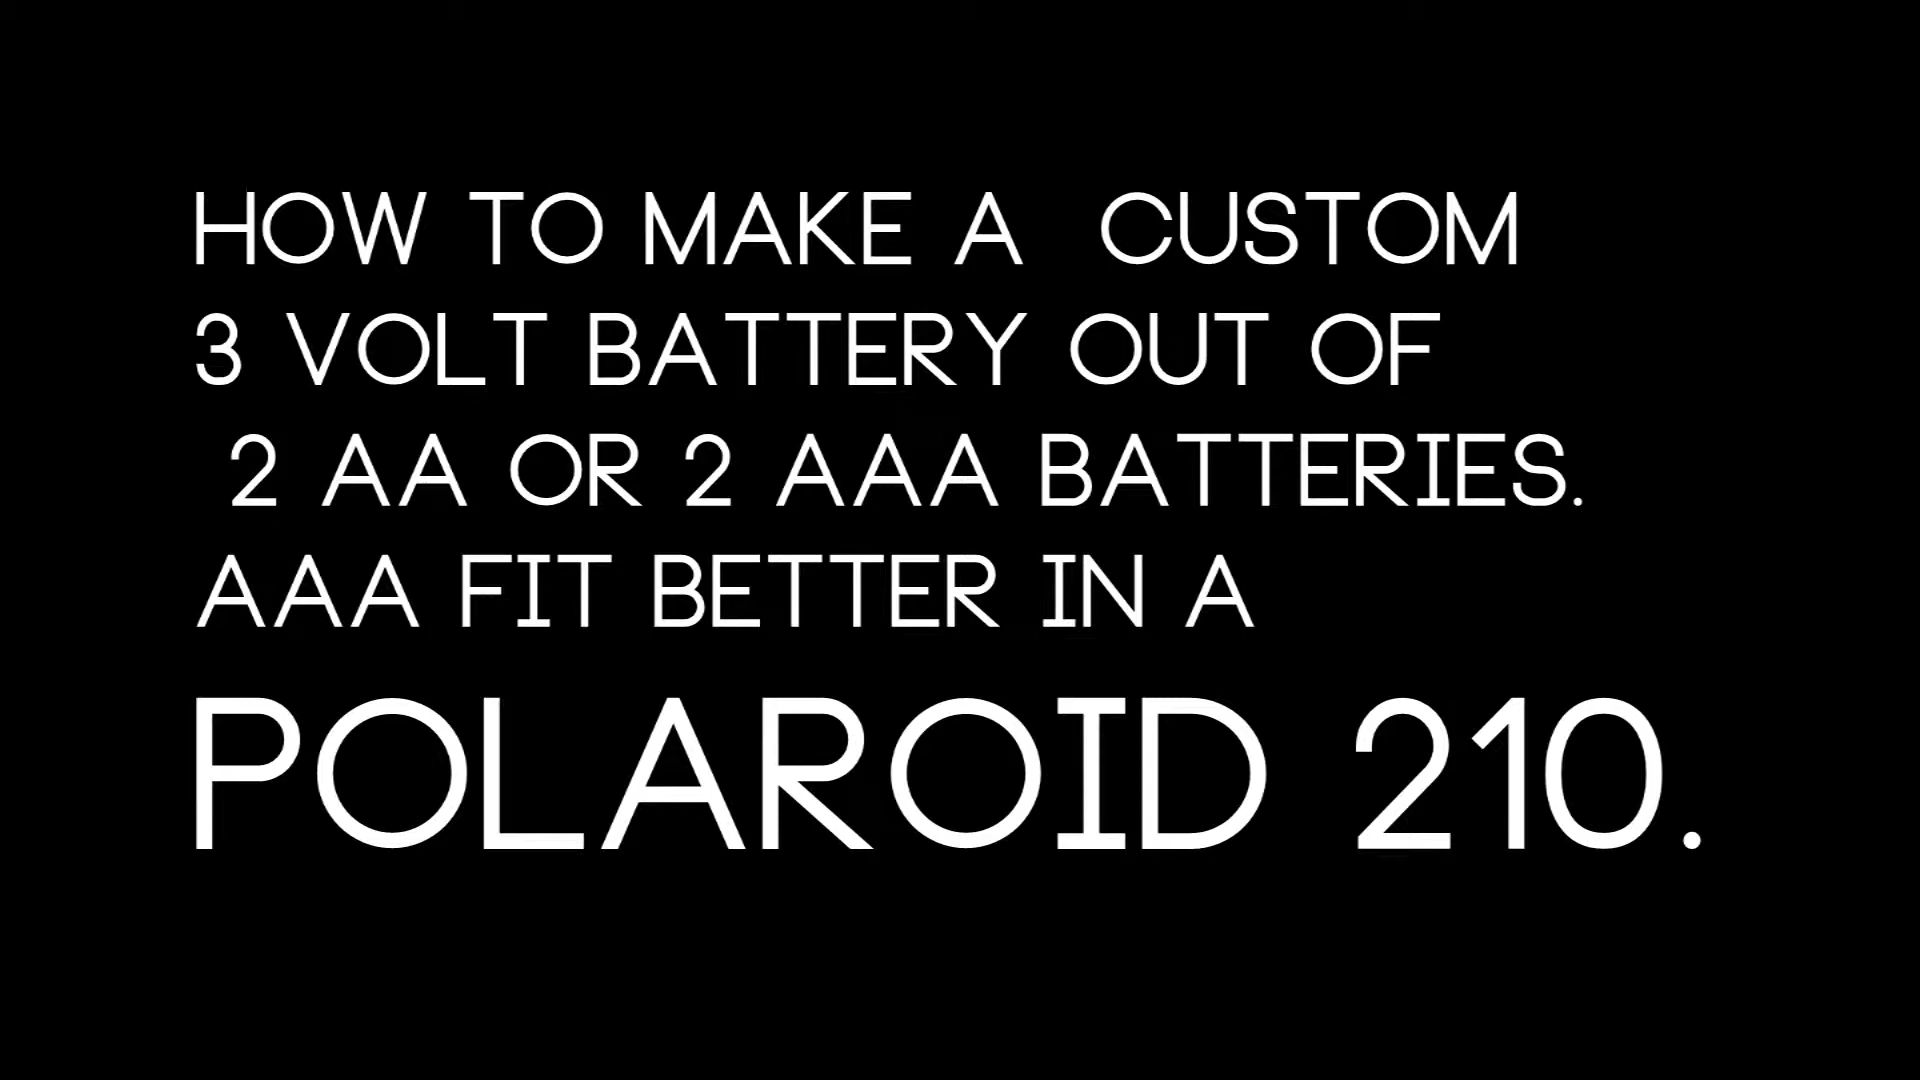 HOW TO MAKE A CUSTOM
3 VOLT BATTERY OUT OF
2 AA OR 2 AAA BATTERIES.
AAA FIT BETTER IN A
POLAROID 210.